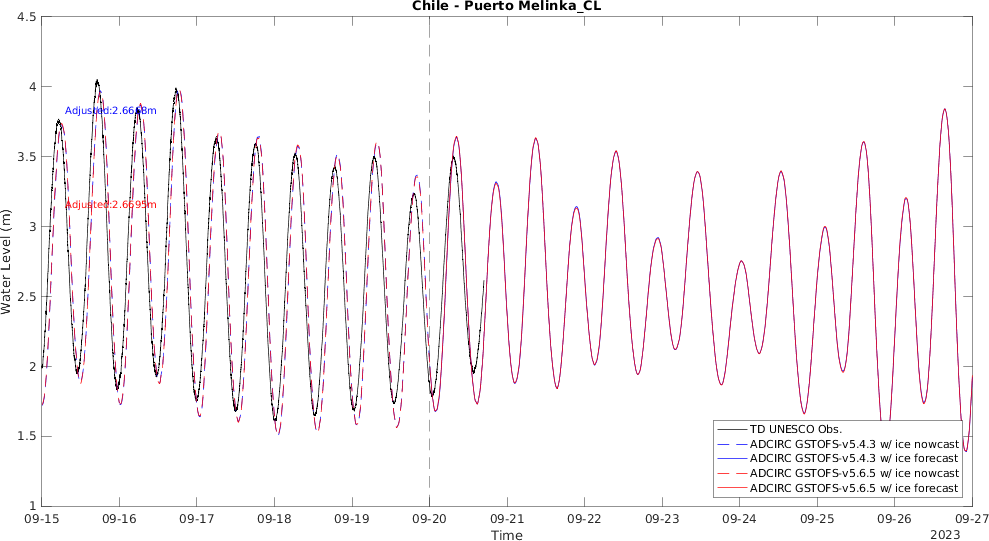 Chile - Puerto Melinka_CL
4.5
4
3.5
3
2.5
2
1.5
1
Water Level (m)
Adjusted:2.6618m
Adjusted:2.6595m
TD UNESCO Obs.
ADCIRC GSTOFS-v5.4.3 w/ ice nowcast
ADCIRC GSTOFS-v5.4.3 w/ ice forecast
ADCIRC GSTOFS-v5.6.5 w/ ice nowcast
ADCIRC GSTOFS-v5.6.5 w/ ice forecast
09-15 09-16 09-17 09-18 09-19 09-20 09-21 09-22 09-23 09-24 09-25 09-26 09-27
Time
2023